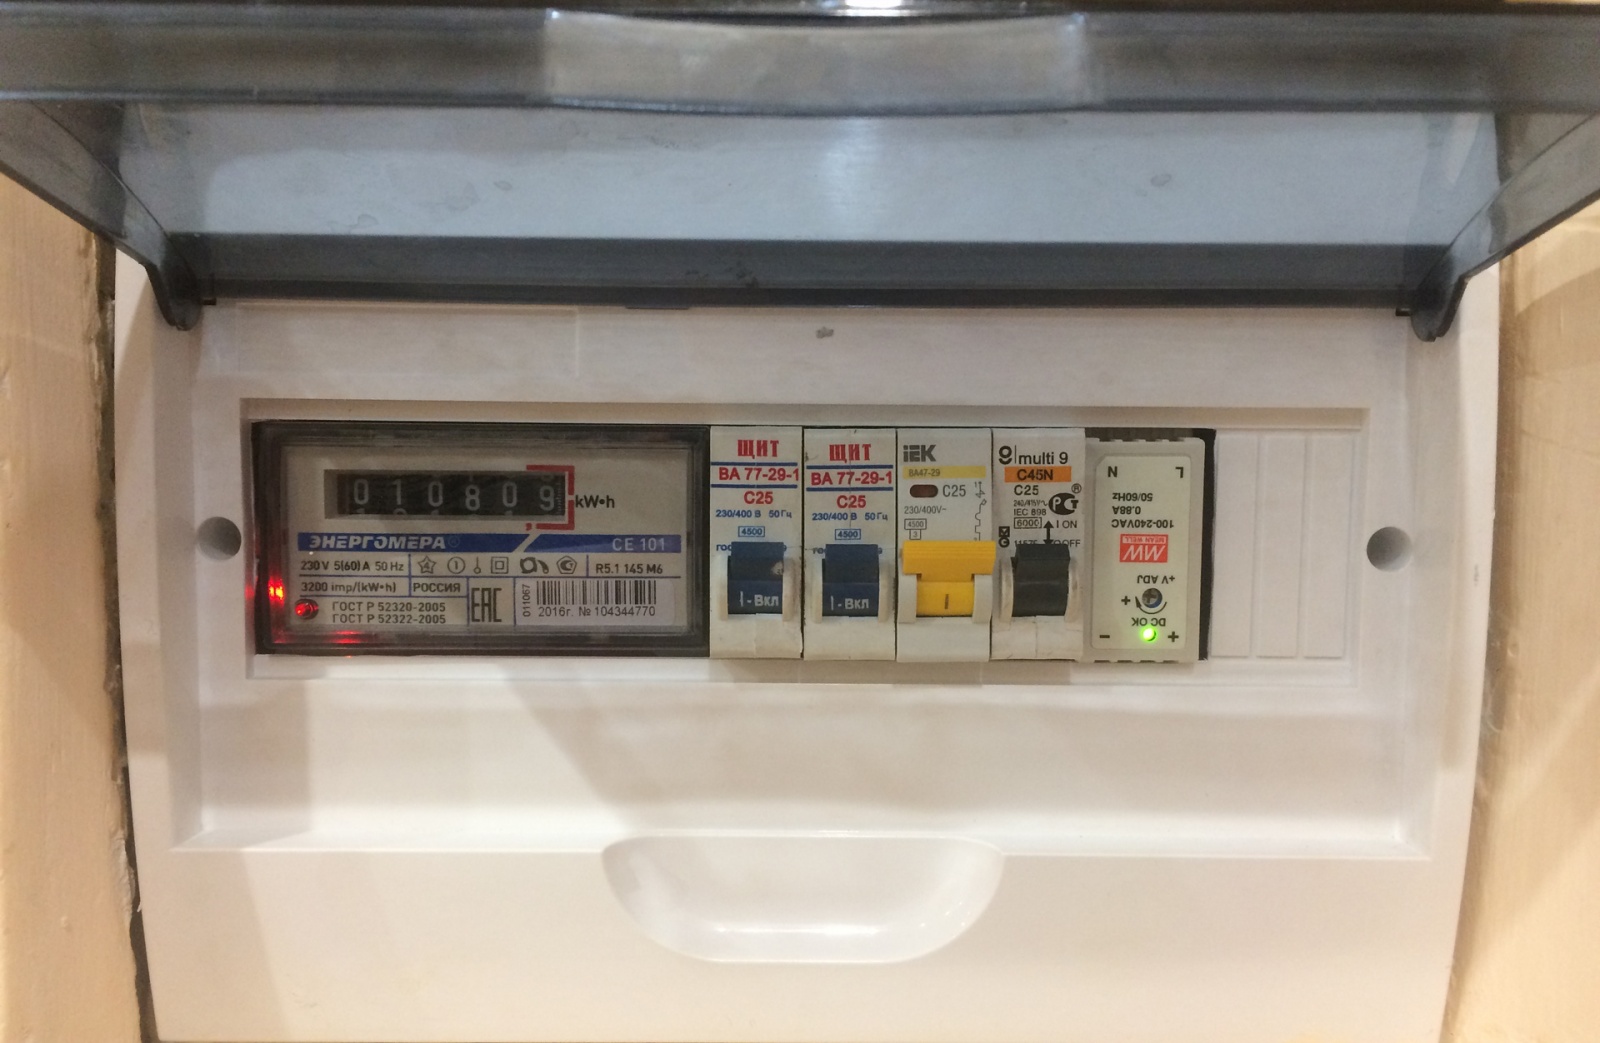 010809
kW•h
ЭНЕРГОМЕРА®
CE 101
230 V 5(60) A 50 Hz
R5.1 145 M6
3200 imp/(kW•h)
РОССИЯ
ГОСТ Р 52320-2005
ГОСТ Р 52322-2005
EAC
011067
2016г. № 104344770
ЩИТ
ВА 77-29-1
C25
230/400 В 50 Гц
4500
I-Вкл
ЩИТ
ВА 77-29-1
C25
230/400 В 50 Гц
4500
I-Вкл
IEK
ВА47-29
C25
230/400V~
4500
3
I
multi 9
C45N
C25
IEC 898
6000
I ON
O OFF
N L
100-240VAC
0.88A
50/60Hz
MW
MEAN WELL
+V ADJ
+
DC OK
- +